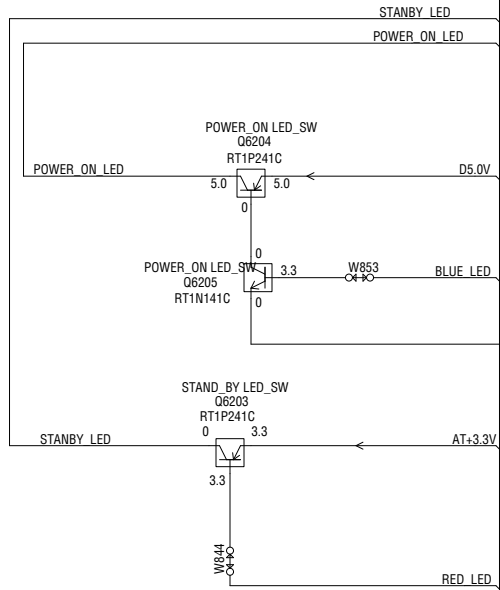 STANBY_LED
POWER_ON_LED
POWER_ON LED_SW
Q6204
RT1P241C
POWER_ON_LED
5.0
5.0
D5.0V
0
0
POWER_ON LED_SW
Q6205
RT1N141C
3.3
W853
BLUE_LED
0
STAND_BY LED_SW
Q6203
RT1P241C
0
3.3
STANBY_LED
AT+3.3V
3.3
W844
RED_LED